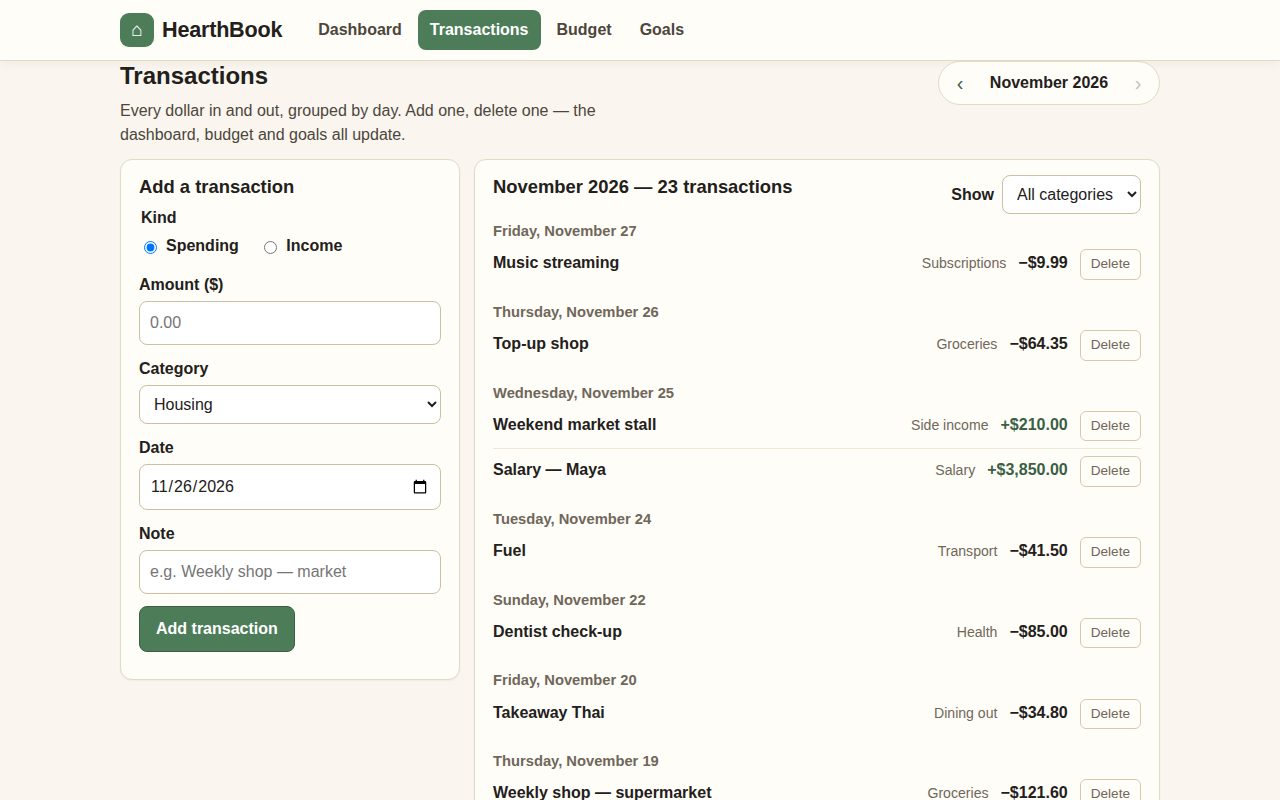 HearthBook
Dashboard
Transactions
Budget
Goals
Transactions
‹ November 2026 ›
Every dollar in and out, grouped by day. Add one, delete one — the
dashboard, budget and goals all update.
Add a transaction
Kind
Spending
Income
Amount ($)
0.00
Category
Housing
Date
11/26/2026
Note
e.g. Weekly shop — market
Add transaction
November 2026 — 23 transactions
Show All categories
Friday, November 27
Music streaming Subscriptions −$9.99 Delete
Thursday, November 26
Top-up shop Groceries −$64.35 Delete
Wednesday, November 25
Weekend market stall Side income +$210.00 Delete
Salary — Maya Salary +$3,850.00 Delete
Tuesday, November 24
Fuel Transport −$41.50 Delete
Sunday, November 22
Dentist check-up Health −$85.00 Delete
Friday, November 20
Takeaway Thai Dining out −$34.80 Delete
Thursday, November 19
Weekly shop — supermarket Groceries −$121.60 Delete